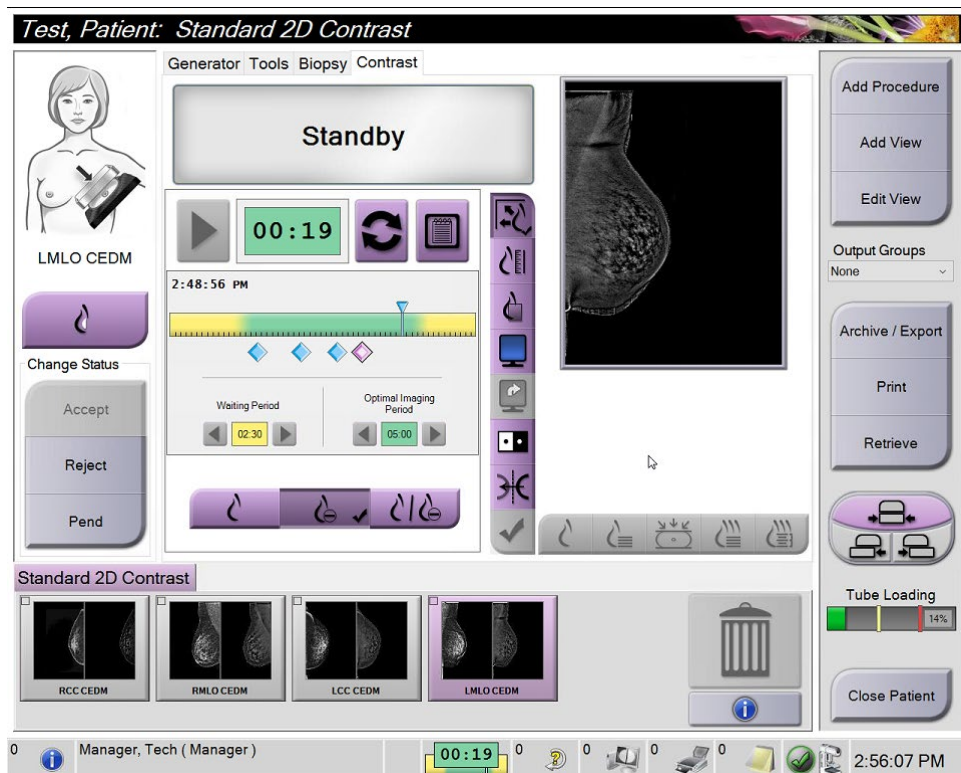 Test, Patient:  Standard 2D Contrast
Generator Tools Biopsy Contrast
Standby
00:19
LMLO CEDM
2:48:56 PM
Change Status
Accept
Reject
Pend
Waiting Period
02:30
Optimal Imaging
Period
05:00
Add Procedure
Add View
Edit View
Output Groups
None
Archive / Export
Print
Retrieve
Tube Loading
14%
Close Patient
Standard 2D Contrast
RCC CEDM
RMLO CEDM
LCC CEDM
LMLO CEDM
0
Manager, Tech ( Manager )
00:19
0
0
0
0
2:56:07 PM